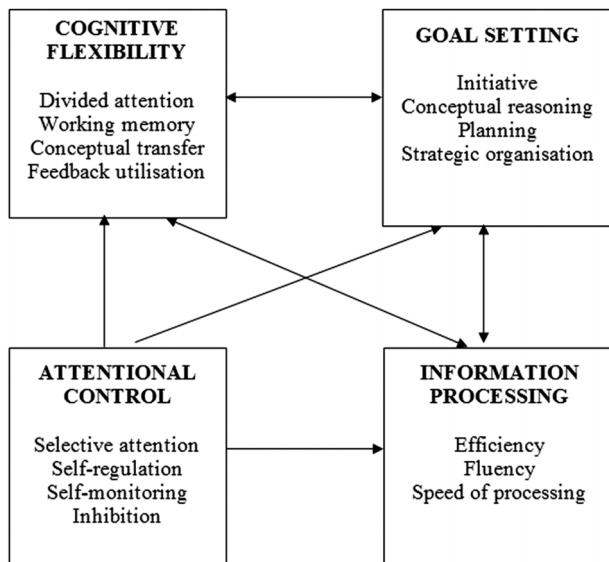 COGNITIVE
FLEXIBILITY
Divided attention
Working memory
Conceptual transfer
Feedback utilisation
GOAL SETTING
Initiative
Conceptual reasoning
Planning
Strategic organisation
ATTENTIONAL
CONTROL
Selective attention
Self-regulation
Self-monitoring
Inhibition
INFORMATION
PROCESSING
Efficiency
Fluency
Speed of processing